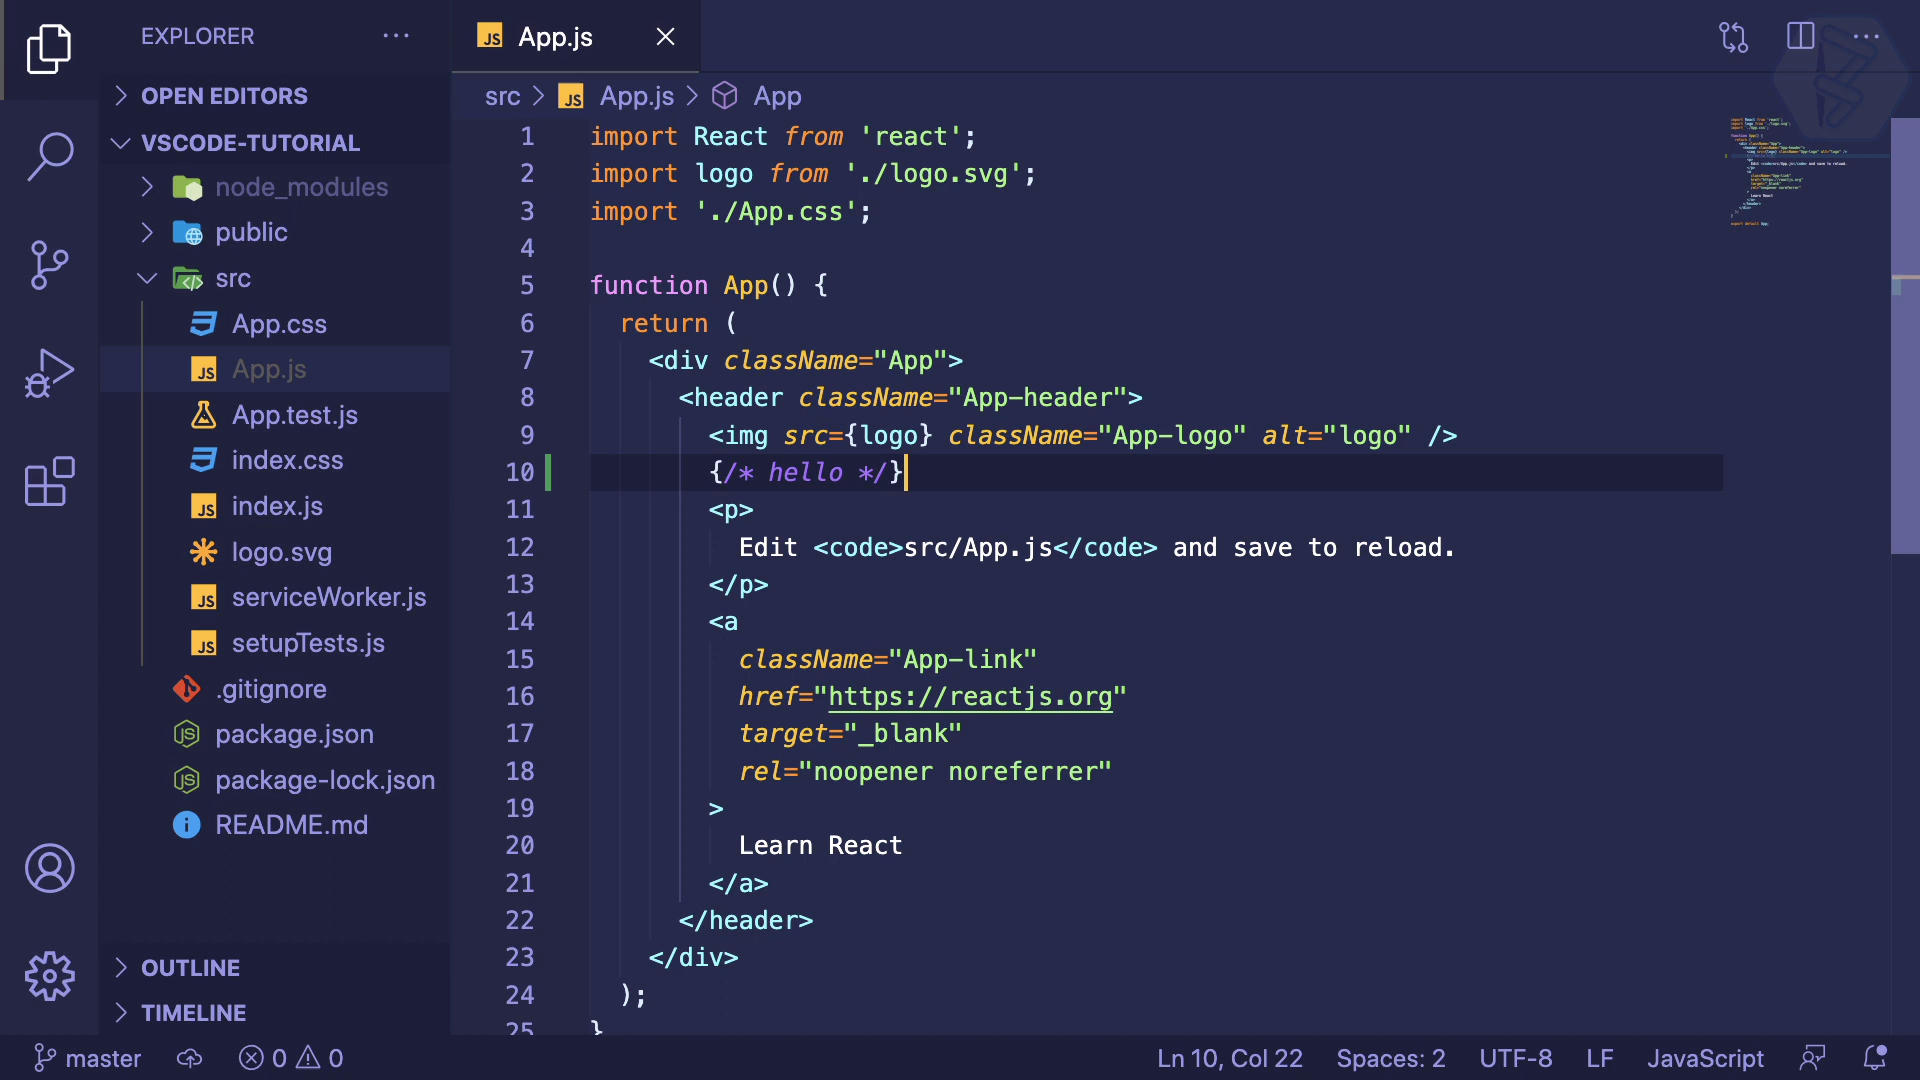 EXPLORER
OPEN EDITORS
VSCODE-TUTORIAL
node_modules
public
src
App.css
JS App.js
App.test.js
index.css
JS index.js
logo.svg
JS serviceWorker.js
JS setupTests.js
.gitignore
package.json
package-lock.json
README.md
OUTLINE
TIMELINE
JS App.js
src > JS App.js > App
1 import React from 'react';
2 import logo from './logo.svg';
3 import './App.css';
4
5 function App() {
6 return (
7 <div className="App">
8 <header className="App-header">
9 <img src={logo} className="App-logo" alt="logo" />
10 {/* hello */}
11 <p>
12 Edit <code>src/App.js</code> and save to reload.
13 </p>
14 <a
15 className="App-link"
16 href="https://reactjs.org"
17 target="_blank"
18 rel="noopener noreferrer"
19 >
20 Learn React
21 </a>
22 </header>
23 </div>
24 );
25 }
master 0 0 Ln 10, Col 22 Spaces: 2 UTF-8 LF JavaScript